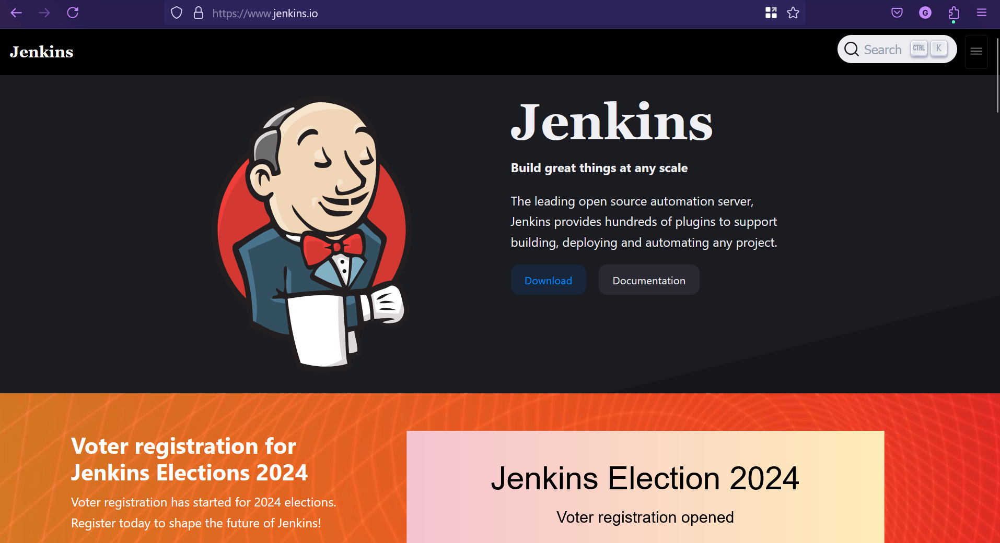 https://www.jenkins.io
G
Jenkins
Search CTRL K
Jenkins
Build great things at any scale
The leading open source automation server,
Jenkins provides hundreds of plugins to support
building, deploying and automating any project.
Download Documentation
Voter registration for
Jenkins Elections 2024
Voter registration has started for 2024 elections.
Register today to shape the future of Jenkins!
Jenkins Election 2024
Voter registration opened